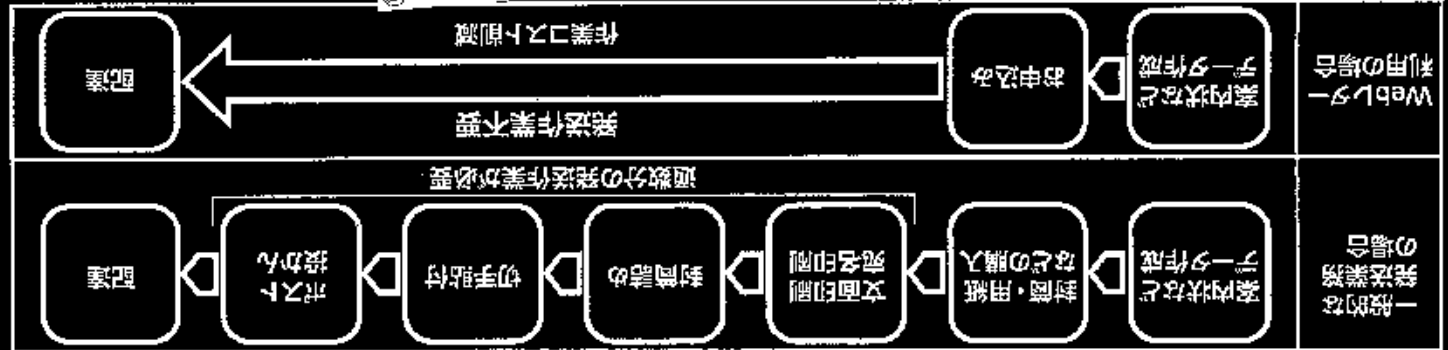 一般的な
発送業務
の場合
案内状など
データ作成
封筒・用紙
などの購入
文面印刷
宛名印刷
封筒詰め
切手貼付
ポスト
投かん
配達
通数分の発送作業が必要
Webレター
利用の場合
案内状など
データ作成
お申込み
発送作業不要
作業コスト削減
配達